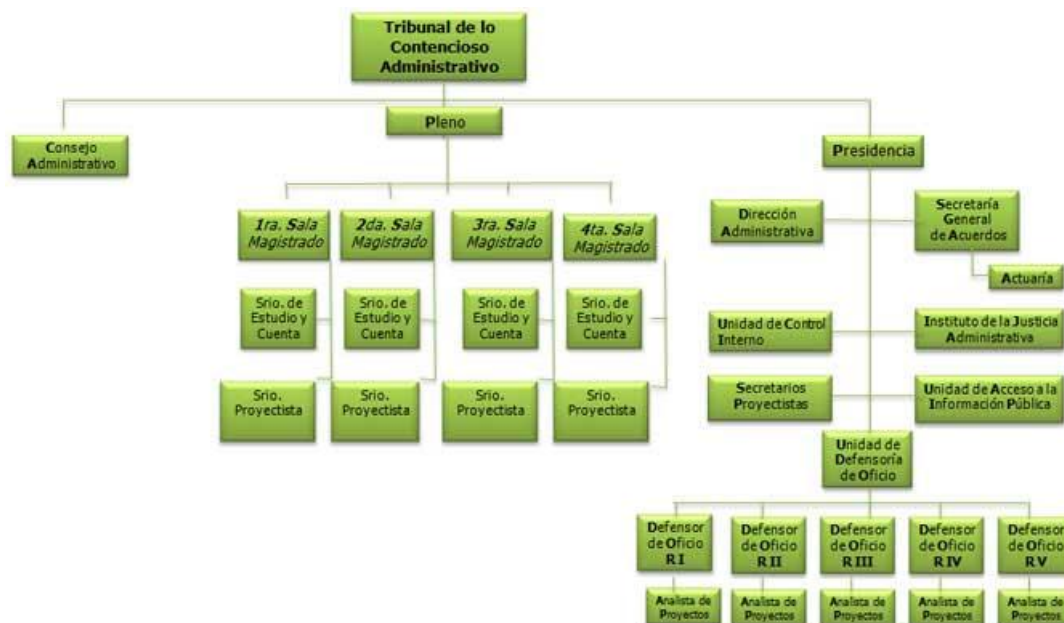 Tribunal de lo
Contencioso
Administrativo
Pleno
Consejo
Administrativo
Presidencia
1ra. Sala
Magistrado
2da. Sala
Magistrado
3ra. Sala
Magistrado
4ta. Sala
Magistrado
Dirección
Administrativa
Secretaría
General
de Acuerdos
Actuaría
Srio. de
Estudio y
Cuenta
Srio. de
Estudio y
Cuenta
Srio. de
Estudio y
Cuenta
Srio. de
Estudio y
Cuenta
Unidad de Control
Interno
Instituto de la Justicia
Administrativa
Srio.
Proyectista
Srio.
Proyectista
Srio.
Proyectista
Srio.
Proyectista
Secretarios
Proyectistas
Unidad de Acceso a la
Información Pública
Unidad de
Defensoría
de Oficio
Defensor
de Oficio
R I
Defensor
de Oficio
R II
Defensor
de Oficio
R III
Defensor
de Oficio
R IV
Defensor
de Oficio
R V
Analista de
Proyectos
Analista de
Proyectos
Analista de
Proyectos
Analista de
Proyectos
Analista de
Proyectos